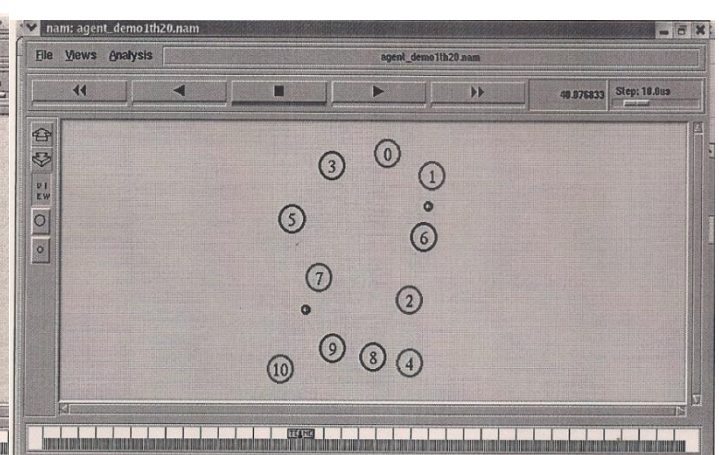 nam: agent_demo1th20.nam
File Views Analysis
agent_demo1th20.nam
40.076833
Step: 10.0us
VIEW
0
3
1
5
6
7
2
9
8
4
10